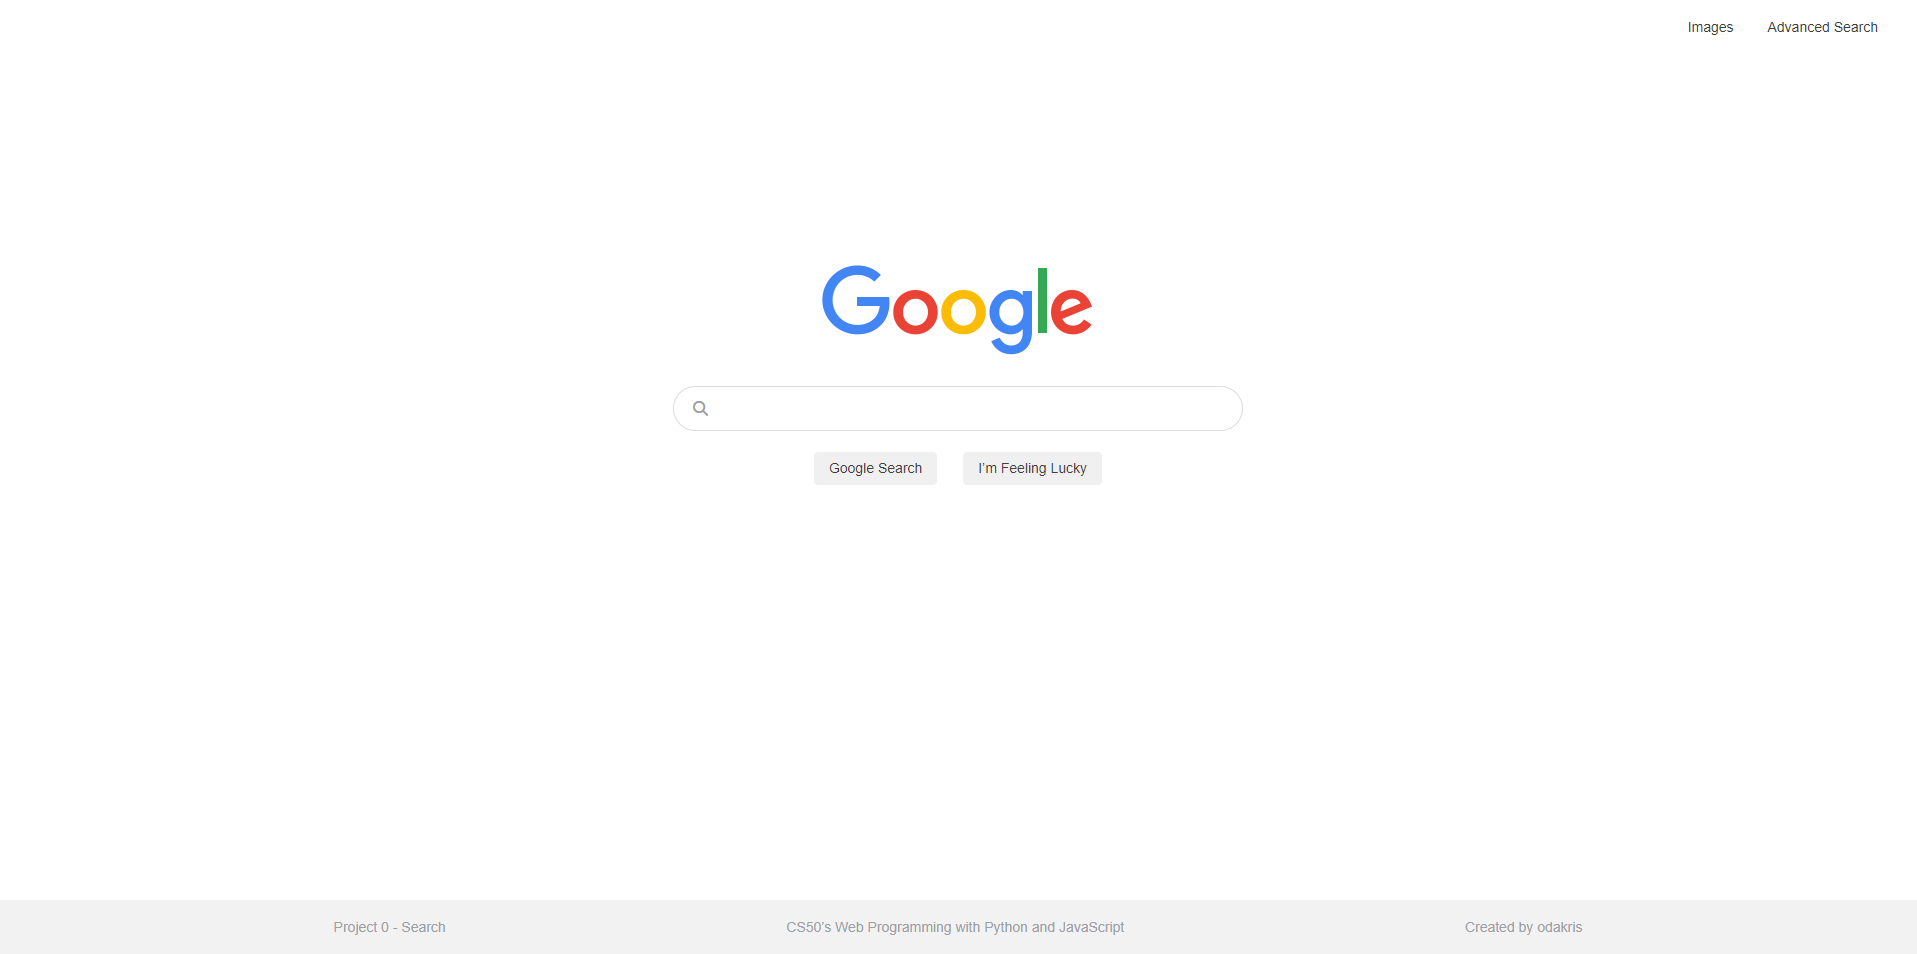 Images Advanced Search
Google
Google Search I'm Feeling Lucky
Project 0 - Search CS50's Web Programming with Python and JavaScript Created by odakris